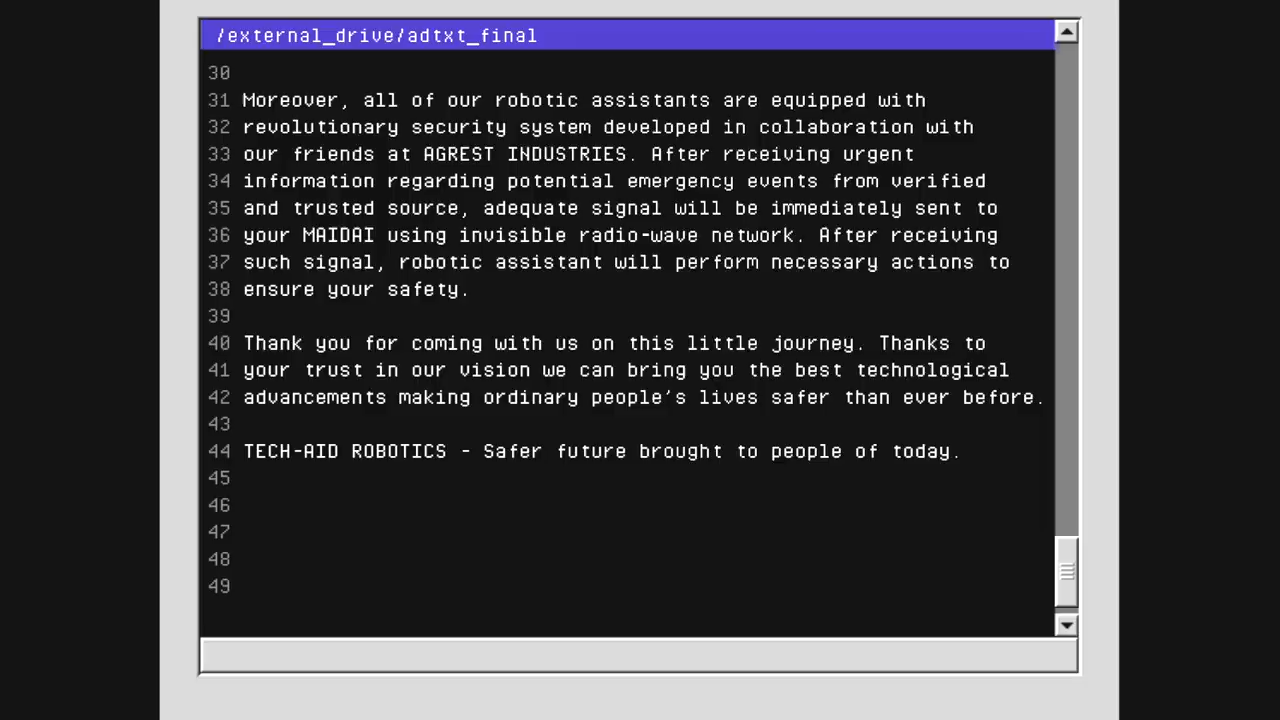 /external_drive/adtxt_final
30
31 Moreover, all of our robotic assistants are equipped with
32 revolutionary security system developed in collaboration with
33 our friends at AGREST INDUSTRIES. After receiving urgent
34 information regarding potential emergency events from verified
35 and trusted source, adequate signal will be immediately sent to
36 your MAIDAI using invisible radio-wave network. After receiving
37 such signal, robotic assistant will perform necessary actions to
38 ensure your safety.
39
40 Thank you for coming with us on this little journey. Thanks to
41 your trust in our vision we can bring you the best technological
42 advancements making ordinary people's lives safer than ever before.
43
44 TECH-AID ROBOTICS - Safer future brought to people of today.
45
46
47
48
49